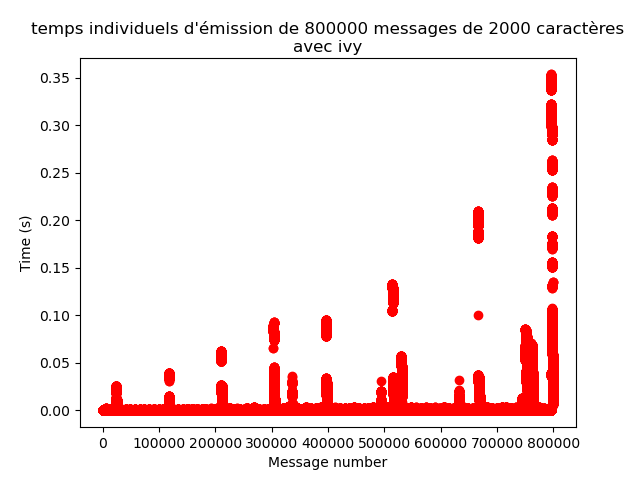 temps individuels d'émission de 800000 messages de 2000 caractères
avec ivy
0.35
0.30
0.25
0.20
0.15
0.10
0.05
0.00
Time (s)
0 100000 200000 300000 400000 500000 600000 700000 800000
Message number